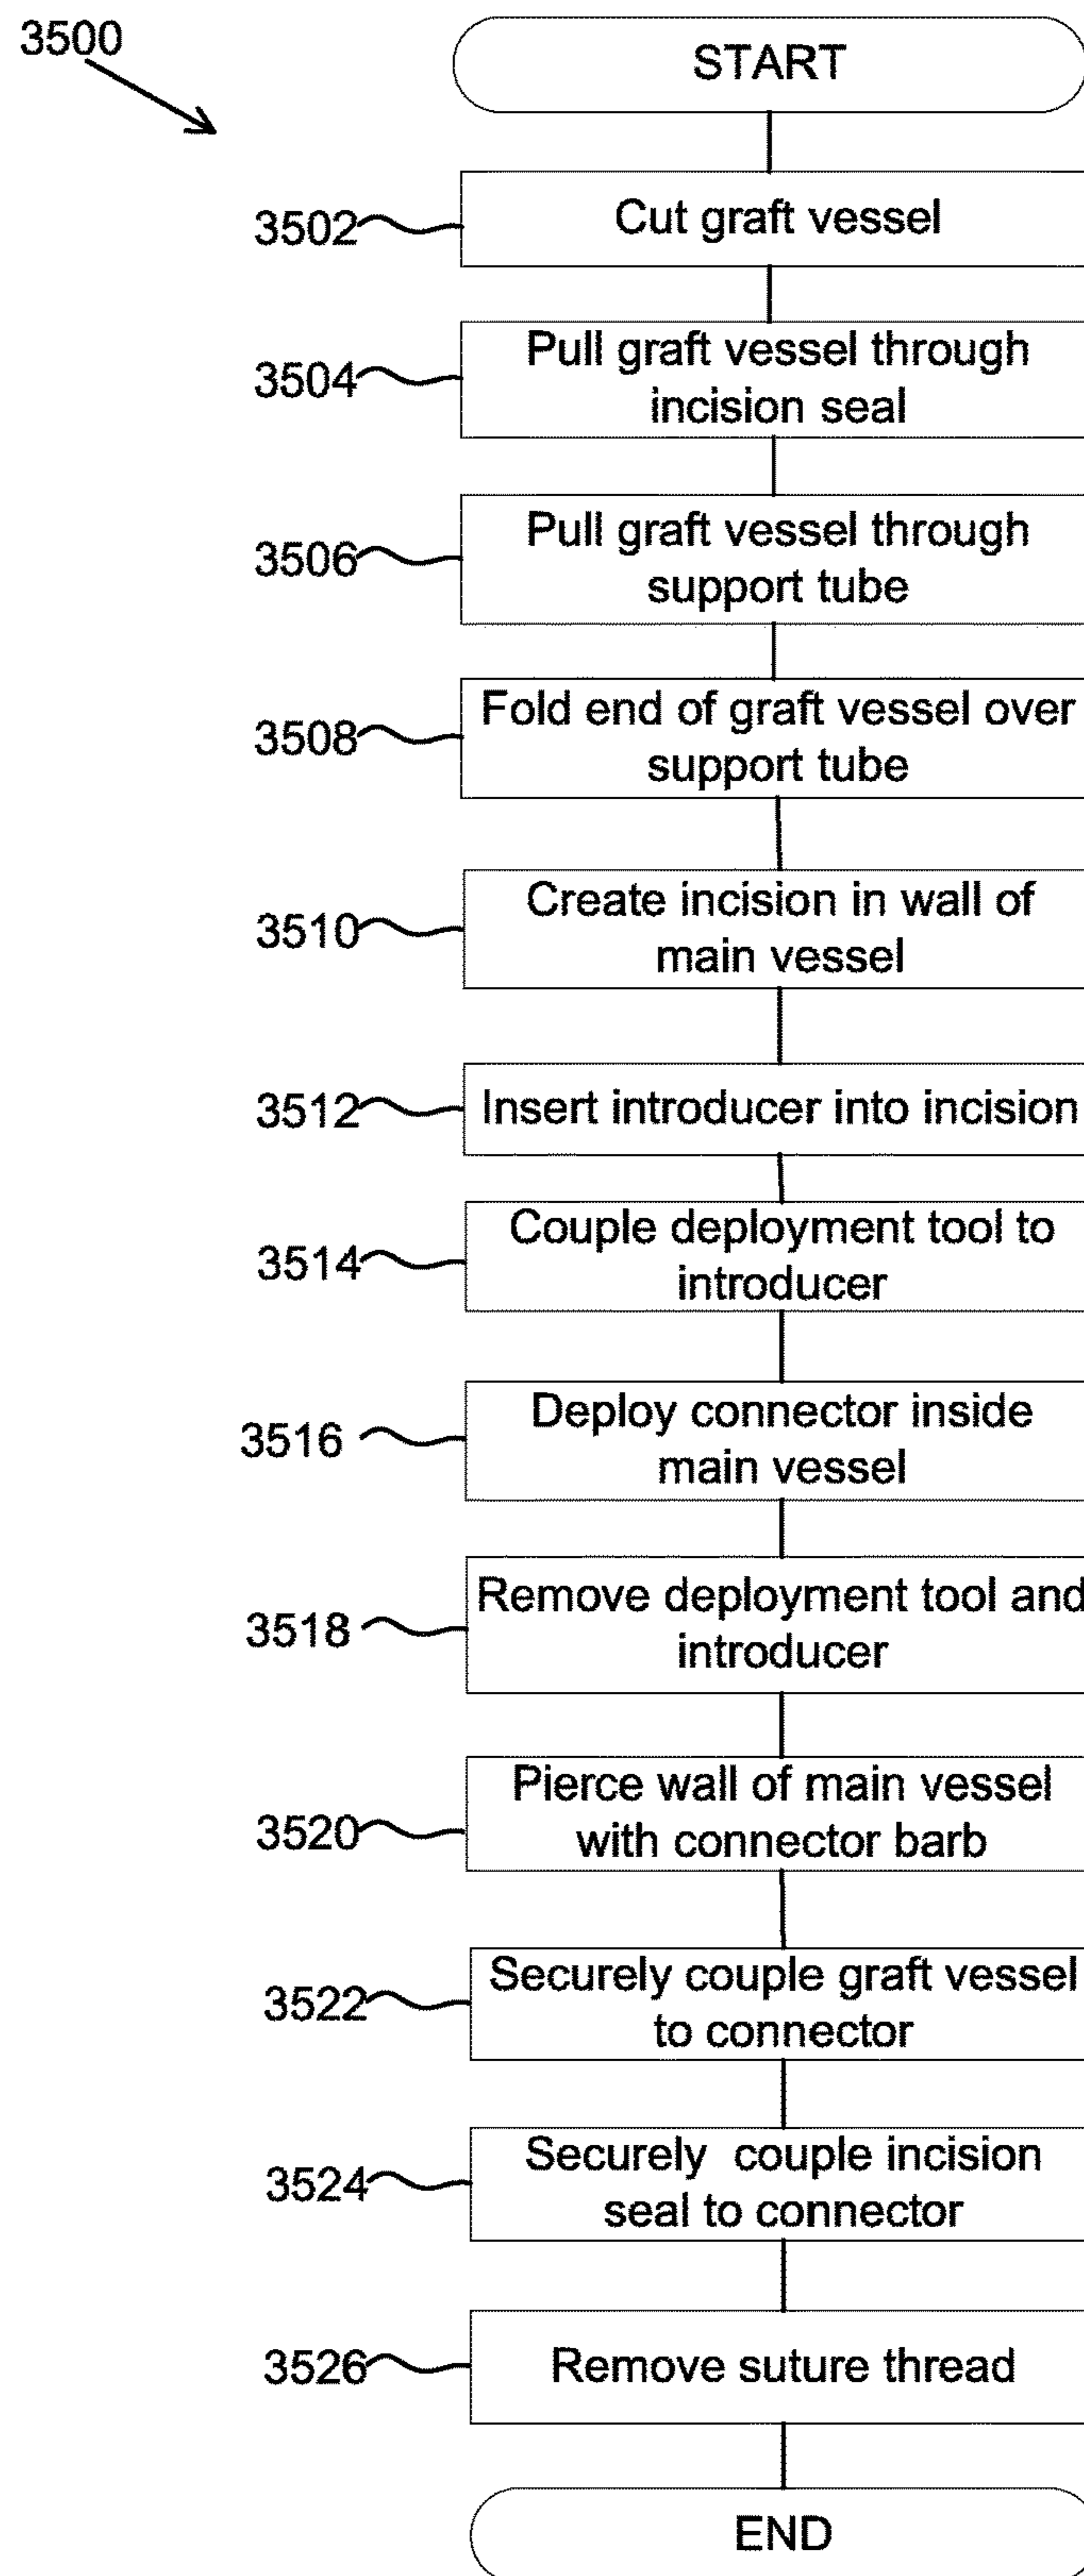 3500
START
3502
Cut graft vessel
3504
Pull graft vessel through
incision seal
3506
Pull graft vessel through
support tube
3508
Fold end of graft vessel over
support tube
3510
Create incision in wall of
main vessel
3512
Insert introducer into incision
3514
Couple deployment tool to
introducer
3516
Deploy connector inside
main vessel
3518
Remove deployment tool and
introducer
3520
Pierce wall of main vessel
with connector barb
3522
Securely couple graft vessel
to connector
3524
Securely couple incision
seal to connector
3526
Remove suture thread
END